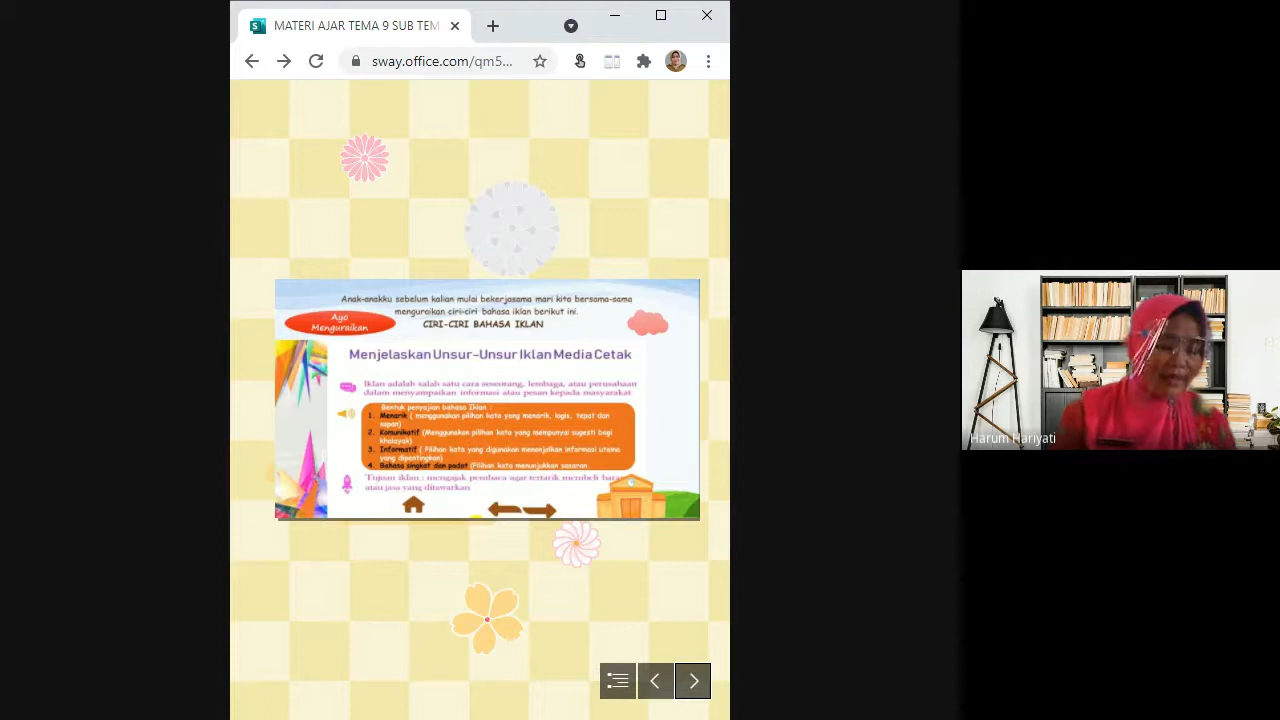 MATERI AJAR TEMA 9 SUB TEM
sway.office.com/qm5...
Anak-anakku sebelum kalian mulai bekerjasama mari kita bersama-sama
menguraikan ciri-ciri bahasa iklan berikut ini.
Ayo
Menguraikan
CIRI-CIRI BAHASA IKLAN
Menjelaskan Unsur-Unsur Iklan Media Cetak
Iklan adalah salah satu cara seseorang, lembaga, atau perusahaan
dalam menyampatkan informasi atau pesan kepada masyarakat
Bentuk penyajian bahasa Iklan :
1. Menarik ( menggunakan pilihan kata yang menarik, logis, tepat dan
sopan)
2. Komunikatif (Menggunakan pilihan kata yang mempunyai sugesti bagi
khalayak)
3. Informatif ( Pilihan kata yang digunakan menonjolkan informasi utama
yang dipentingkan)
4. Bahasa singkat dan padat (Pilihan kata menunjukkan sasaran
Tujuan iklan : mengajak pembaca agar tertarik membeli baran
atau jasa yang ditawarkan
Harum Hariyati